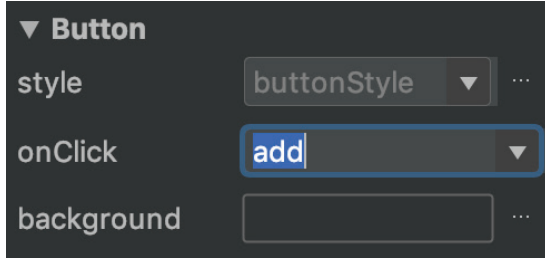 ▼ Button
style buttonStyle ▼ ...
onClick add ▼
background ...